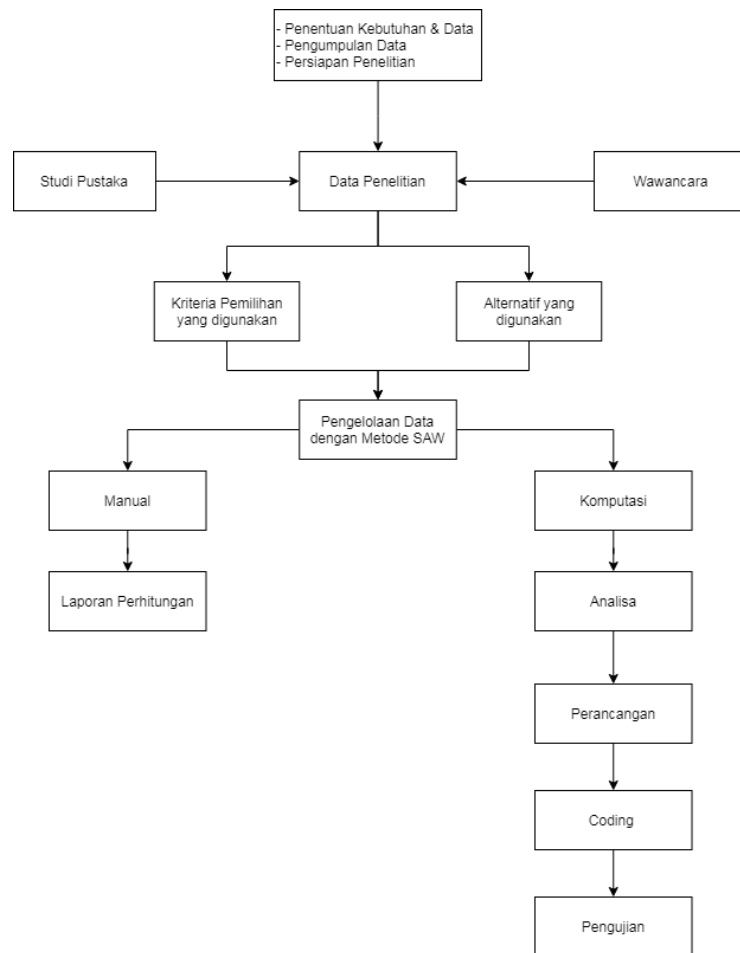 - Penentuan Kebutuhan & Data
- Pengumpulan Data
- Persiapan Penelitian
Studi Pustaka
Data Penelitian
Wawancara
Kriteria Pemilihan
yang digunakan
Alternatif yang
digunakan
Pengelolaan Data
dengan Metode SAW
Manual
Komputasi
Laporan Perhitungan
Analisa
Perancangan
Coding
Pengujian